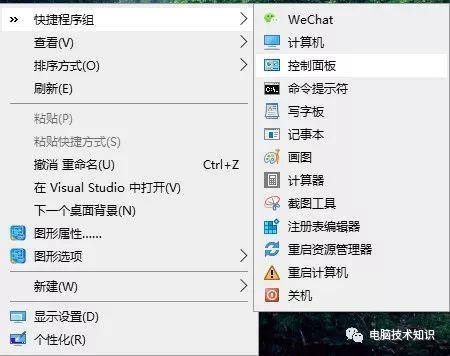 快捷程序组
查看(V)
排序方式(O)
刷新(E)
粘贴(P)
粘贴快捷方式(S)
撤消 重命名(U) Ctrl+Z
在 Visual Studio 中打开(V)
下一个桌面背景(N)
图形属性......
图形选项
新建(W)
显示设置(D)
个性化(R)
WeChat
计算机
控制面板
命令提示符
写字板
记事本
画图
计算器
截图工具
注册表编辑器
重启资源管理器
重启计算机
关机
电脑技术知识